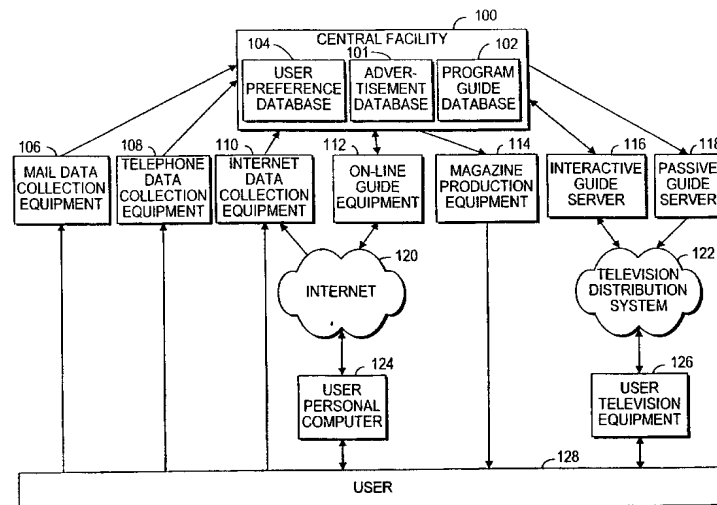 100
CENTRAL FACILITY
104
101
102
USER
PREFERENCE
DATABASE
ADVER-
TISEMENT
DATABASE
PROGRAM
GUIDE
DATABASE
106
108
110
112
114
116
118
MAIL DATA
COLLECTION
EQUIPMENT
TELEPHONE
DATA
COLLECTION
EQUIPMENT
INTERNET
DATA
COLLECTION
EQUIPMENT
ON-LINE
GUIDE
EQUIPMENT
MAGAZINE
PRODUCTION
EQUIPMENT
INTERACTIVE
GUIDE
SERVER
PASSIVE
GUIDE
SERVER
120
INTERNET
122
TELEVISION
DISTRIBUTION
SYSTEM
124
USER
PERSONAL
COMPUTER
126
USER
TELEVISION
EQUIPMENT
128
USER